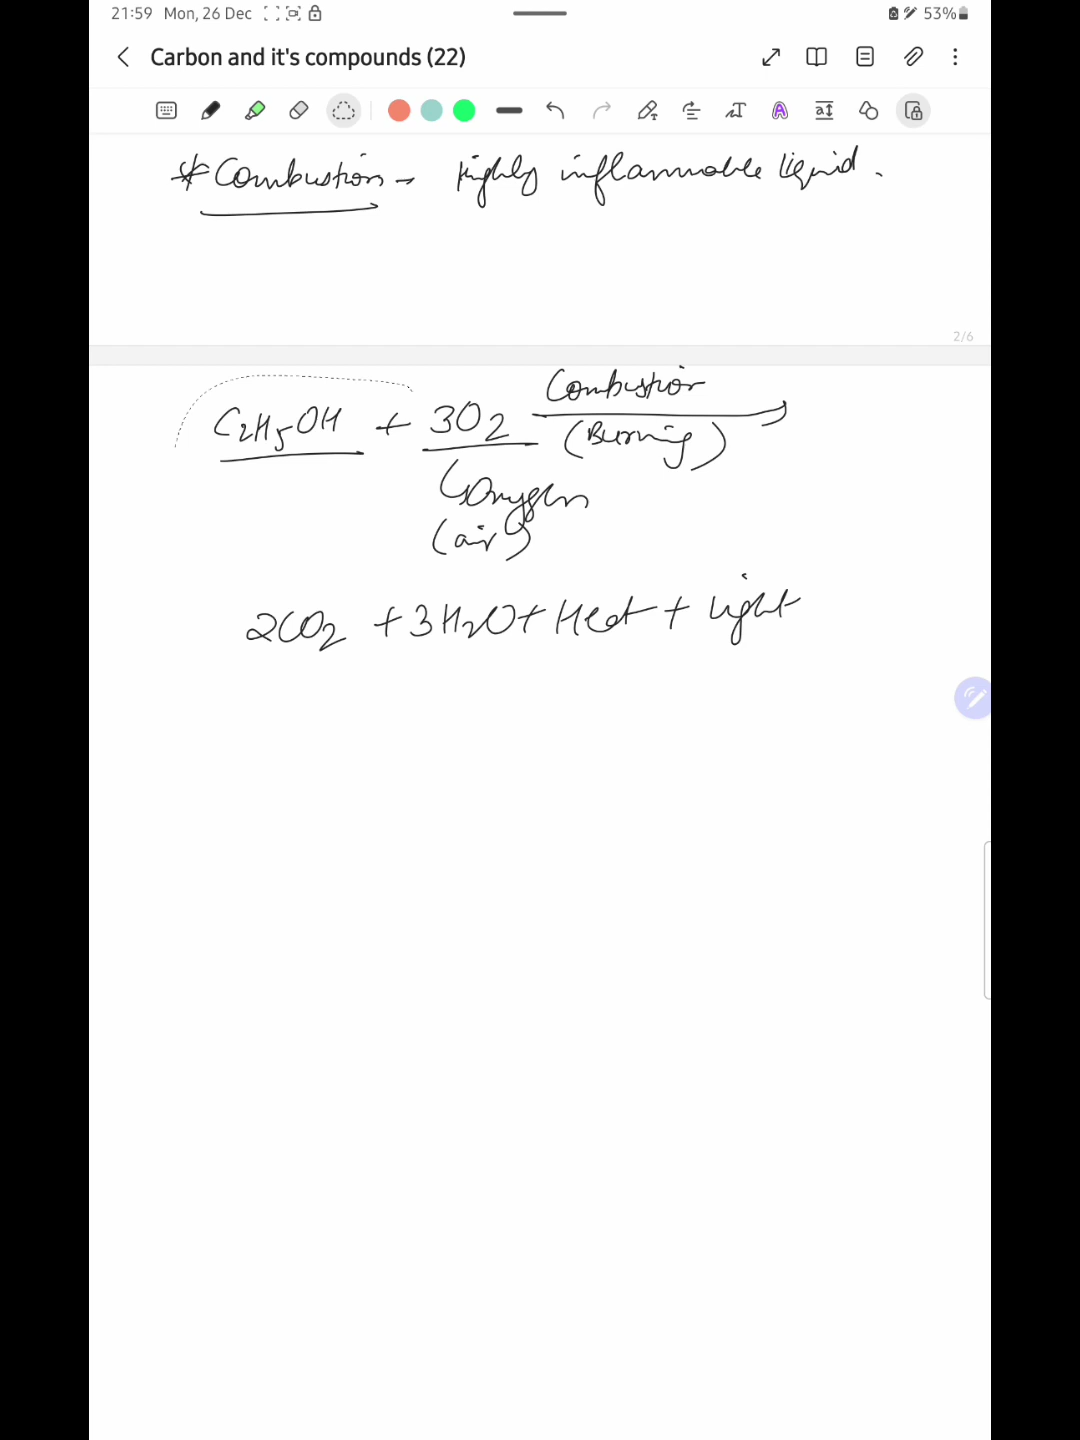 21:59 Mon, 26 Dec 53%
Carbon and it's compounds (22)
* Combustion - Highly inflammable liquid.
2/6
C2H5OH + 3O2 Combustion
(Burning)
Oxygen
(air)
2CO2 + 3H2O + Heat + Light